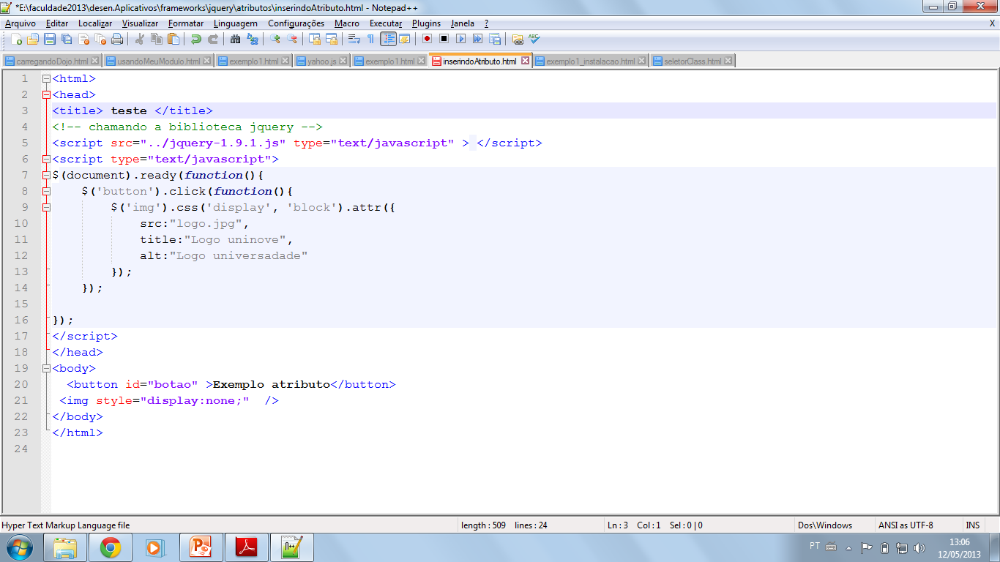 *E:\faculdade2013\desen.Aplicativos\frameworks\jquery\atributos\inserindoAtributo.html - Notepad++
Arquivo Editar Localizar Visualizar Formatar Linguagem Configurações Macro Executar Plugins Janela ? X
carregandoDojo.html usandoMeuModulo.html exemplo1.html yahoo.js exemplo1.html inserindoAtributo.html exemplo1_instalacao.html seletorClass.html
1 <html>
2 <head>
3 <title> teste </title>
4 <!-- chamando a biblioteca jquery -->
5 <script src="../jquery-1.9.1.js" type="text/javascript" > </script>
6 <script type="text/javascript">
7 $(document).ready(function(){
8 $('button').click(function(){
9 $('img').css('display', 'block').attr({
10 src:"logo.jpg",
11 title:"Logo uninove",
12 alt:"Logo universadade"
13 });
14 });
15
16 });
17 </script>
18 </head>
19 <body>
20 <button id="botao" >Exemplo atributo</button>
21 <img style="display:none;"  />
22 </body>
23 </html>
24
Hyper Text Markup Language file length : 509 lines : 24 Ln : 3 Col : 1 Sel : 0 | 0 Dos\Windows ANSI as UTF-8 INS
PT 13:06
12/05/2013